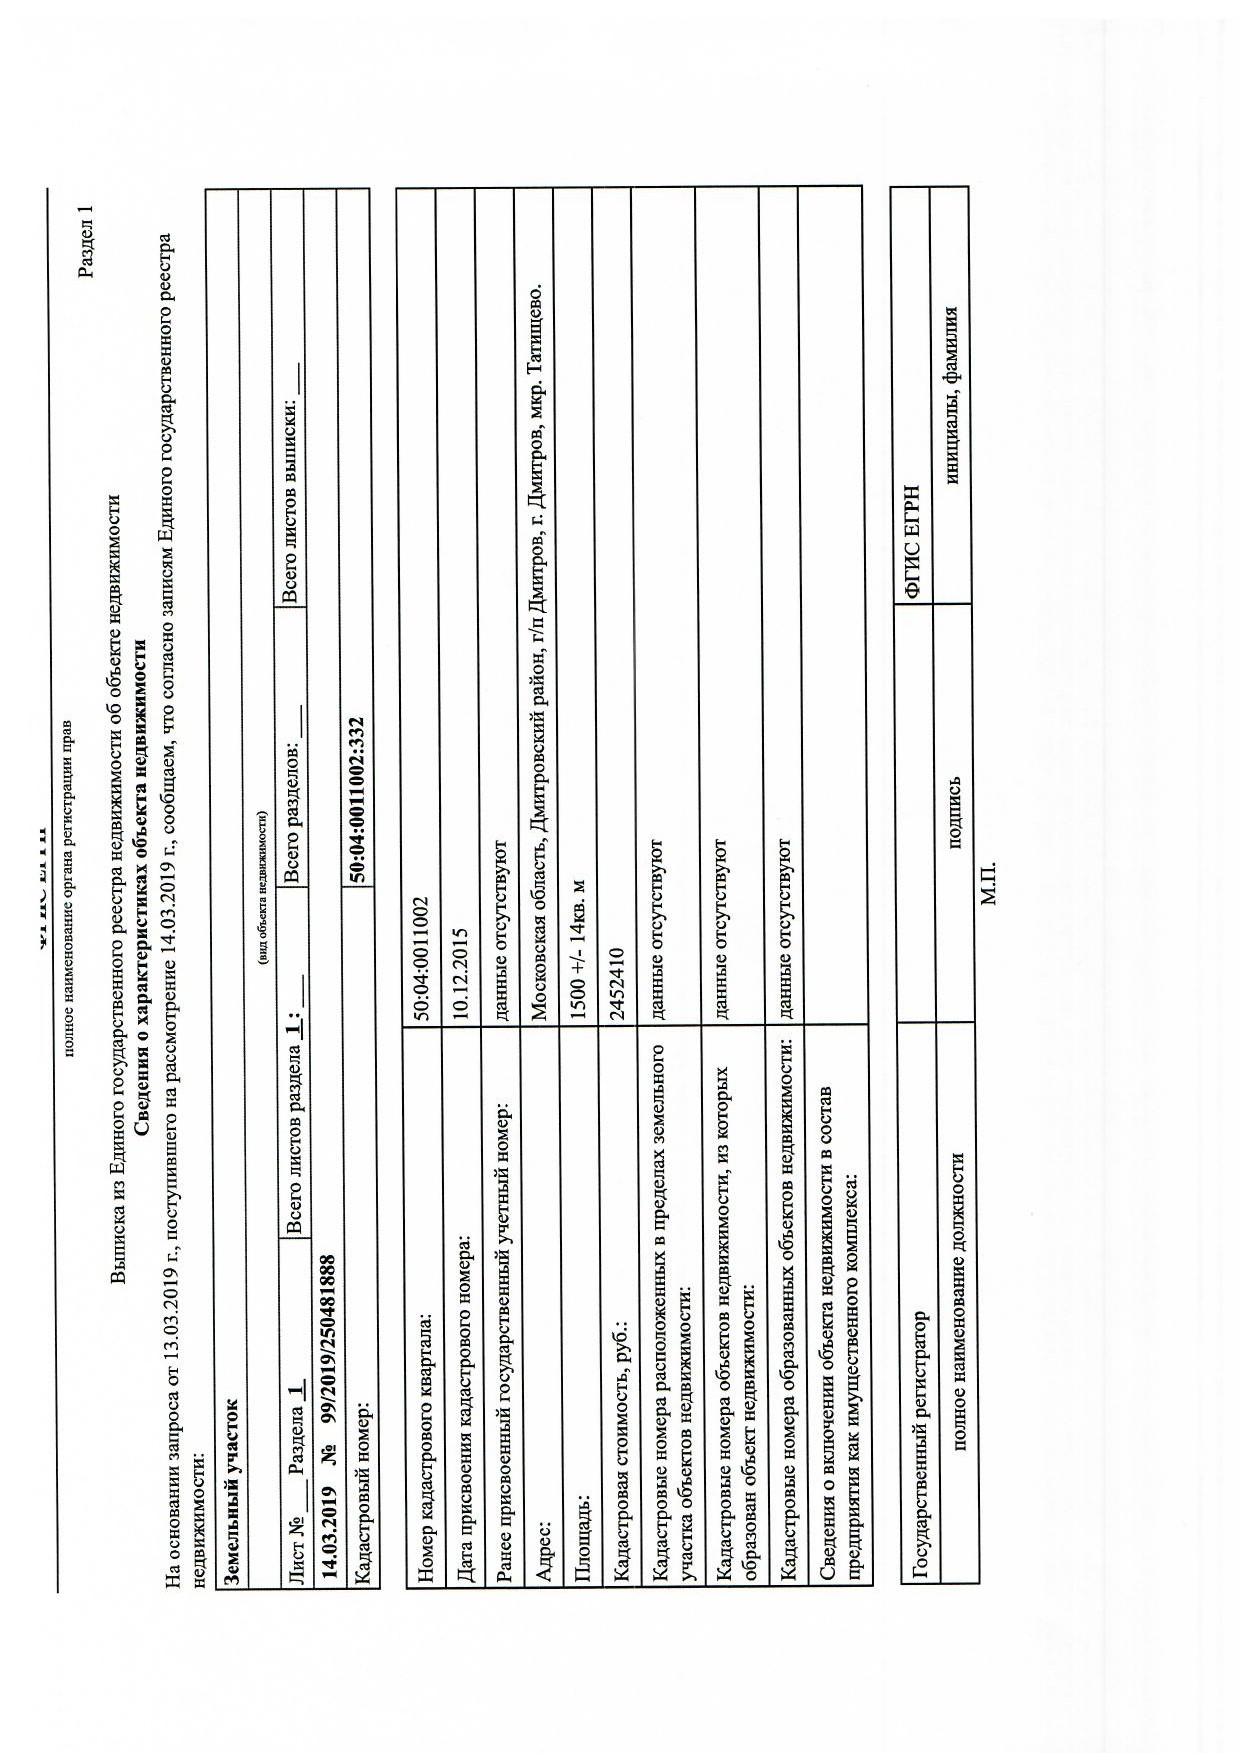 полное наименование органа регистрации прав
Раздел 1
Выписка из Единого государственного реестра недвижимости об объекте недвижимости
Сведения о характеристиках объекта недвижимости
На основании запроса от 13.03.2019 г., поступившего на рассмотрение 14.03.2019 г., сообщаем, что согласно записям Единого государственного реестра
недвижимости:
Земельный участок
(вид объекта недвижимости)
Лист № ___ Раздела 1 Всего листов раздела 1 : ___ Всего разделов: ___ Всего листов выписки: ___
14.03.2019 № 99/2019/250481888
Кадастровый номер: 50:04:0011002:332
Номер кадастрового квартала: 50:04:0011002
Дата присвоения кадастрового номера: 10.12.2015
Ранее присвоенный государственный учетный номер: данные отсутствуют
Адрес: Московская область, Дмитровский район, г/п Дмитров, г. Дмитров, мкр. Татищево.
Площадь: 1500 +/- 14кв. м
Кадастровая стоимость, руб.: 2452410
Кадастровые номера расположенных в пределах земельного данные отсутствуют
участка объектов недвижимости:
Кадастровые номера объектов недвижимости, из которых данные отсутствуют
образован объект недвижимости:
Кадастровые номера образованных объектов недвижимости: данные отсутствуют
Сведения о включении объекта недвижимости в состав
предприятия как имущественного комплекса:
Государственный регистратор ФГИС ЕГРН
полное наименование должности подпись инициалы, фамилия
М.П.